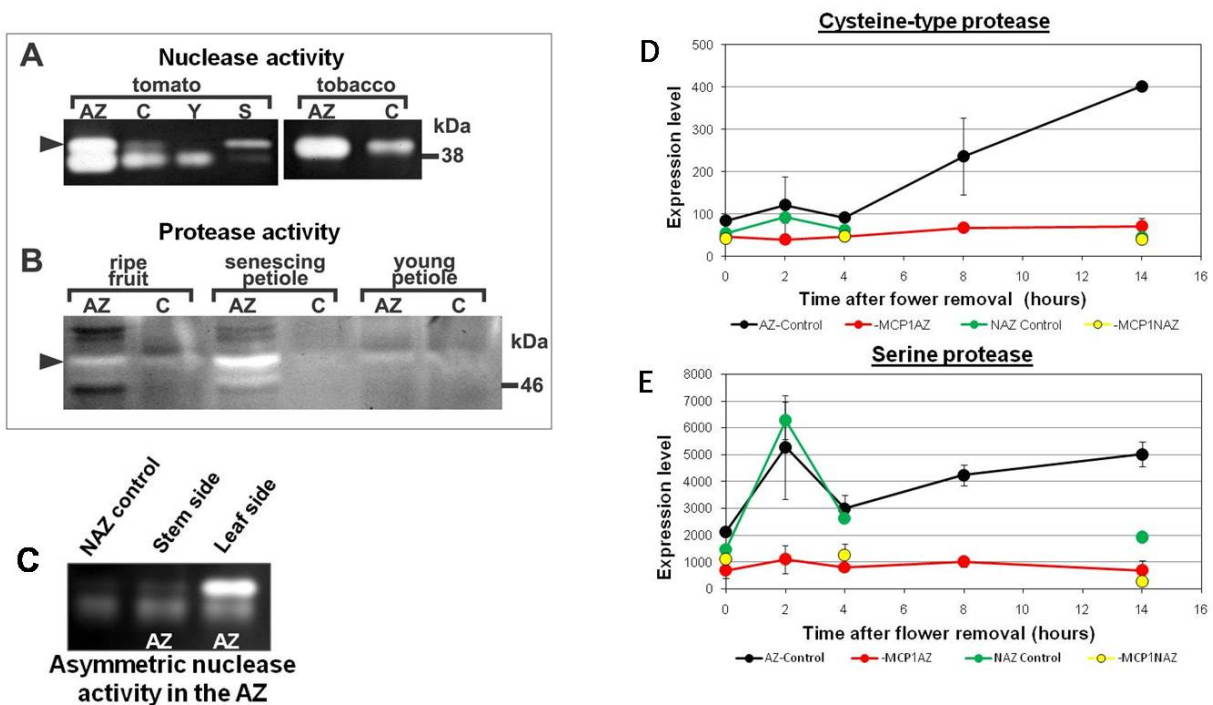 A
Nuclease activity
tomato tobacco
AZ C Y S AZ C
kDa
38
Protease activity
B
ripe fruit senescing petiole young petiole
AZ C AZ C AZ C
kDa
46
C
NAZ control
Stem side
Leaf side
AZ AZ
Asymmetric nuclease
activity in the AZ
Cysteine-type protease
D
Expression level
500
400
300
200
100
0
0 2 4 6 8 10 12 14 16
Time after fower removal (hours)
AZ-Control -MCP1AZ NAZ Control -MCP1NAZ
Serine protease
E
Expression level
8000
7000
6000
5000
4000
3000
2000
1000
0
0 2 4 6 8 10 12 14 16
Time after flower removal (hours)
AZ-Control -MCP1AZ NAZ Control -MCP1NAZ